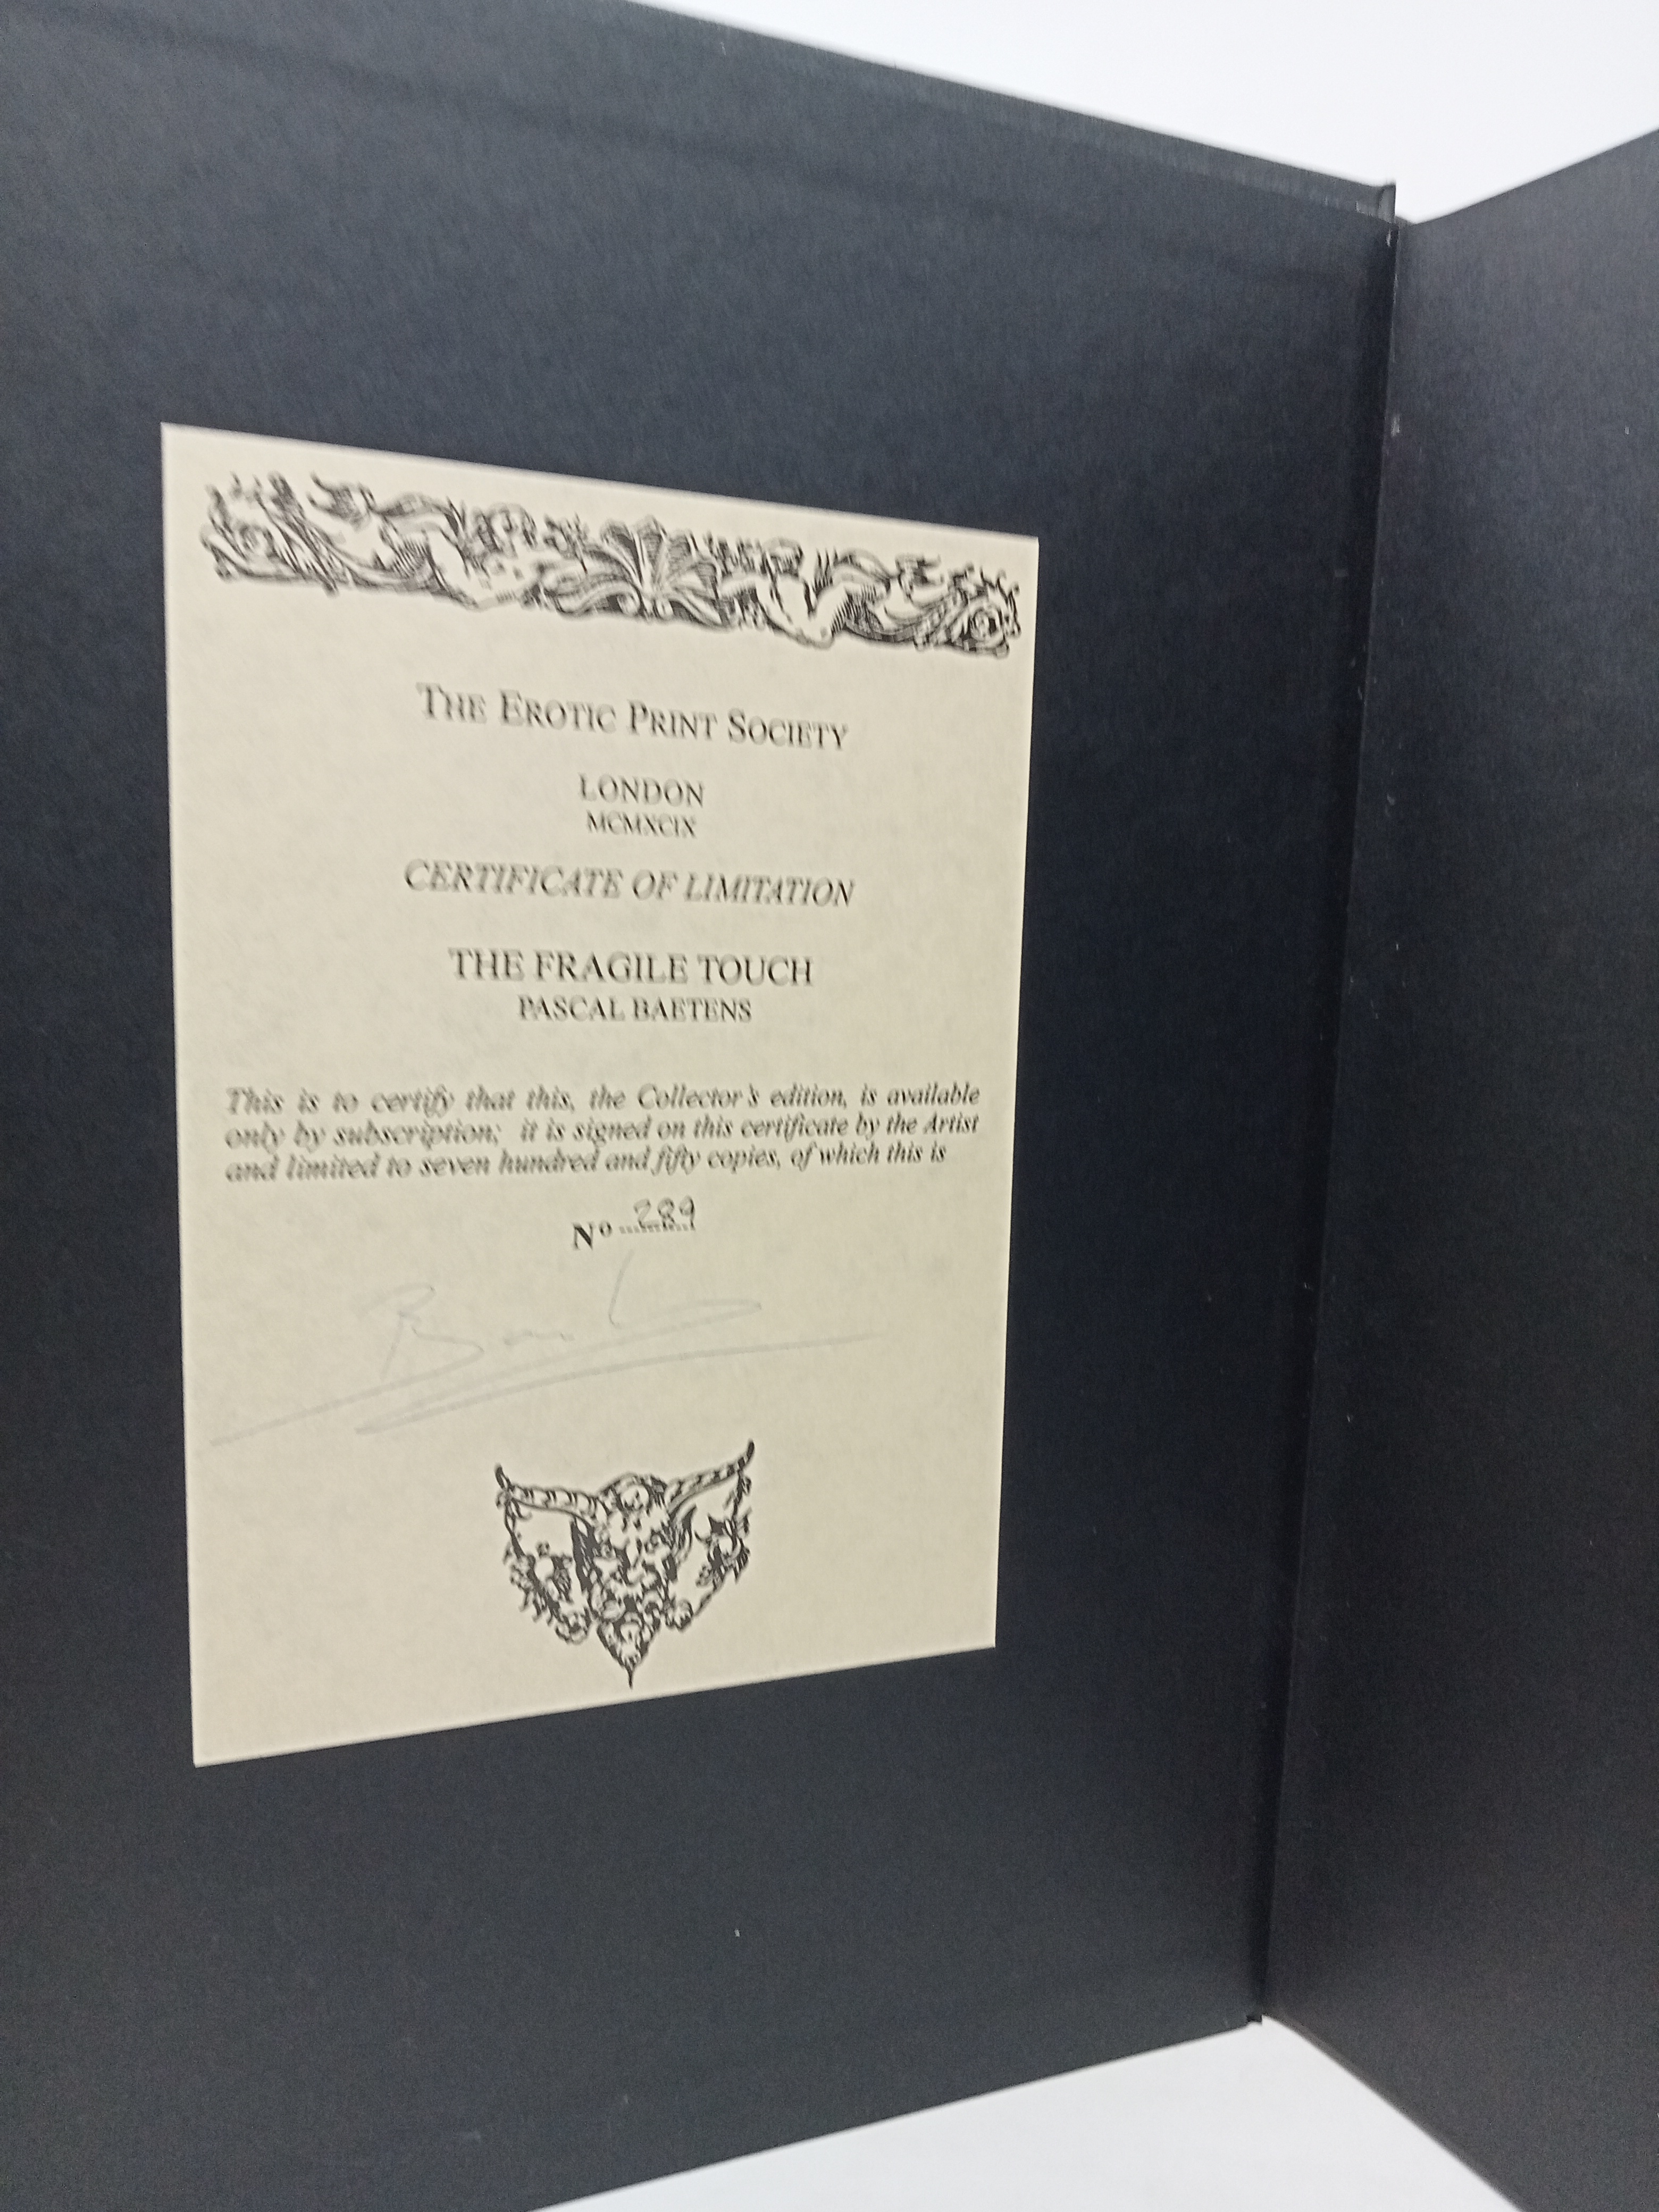 THE EROTIC PRINT SOCIETY
LONDON
MCMXCIX
CERTIFICATE OF LIMITATION
THE FRAGILE TOUCH
PASCAL BAETENS
This is to certify that this, the Collector's edition, is available
only by subscription; it is signed on this certificate by the Artist
and limited to seven hundred and fifty copies, of which this is
Nº 289